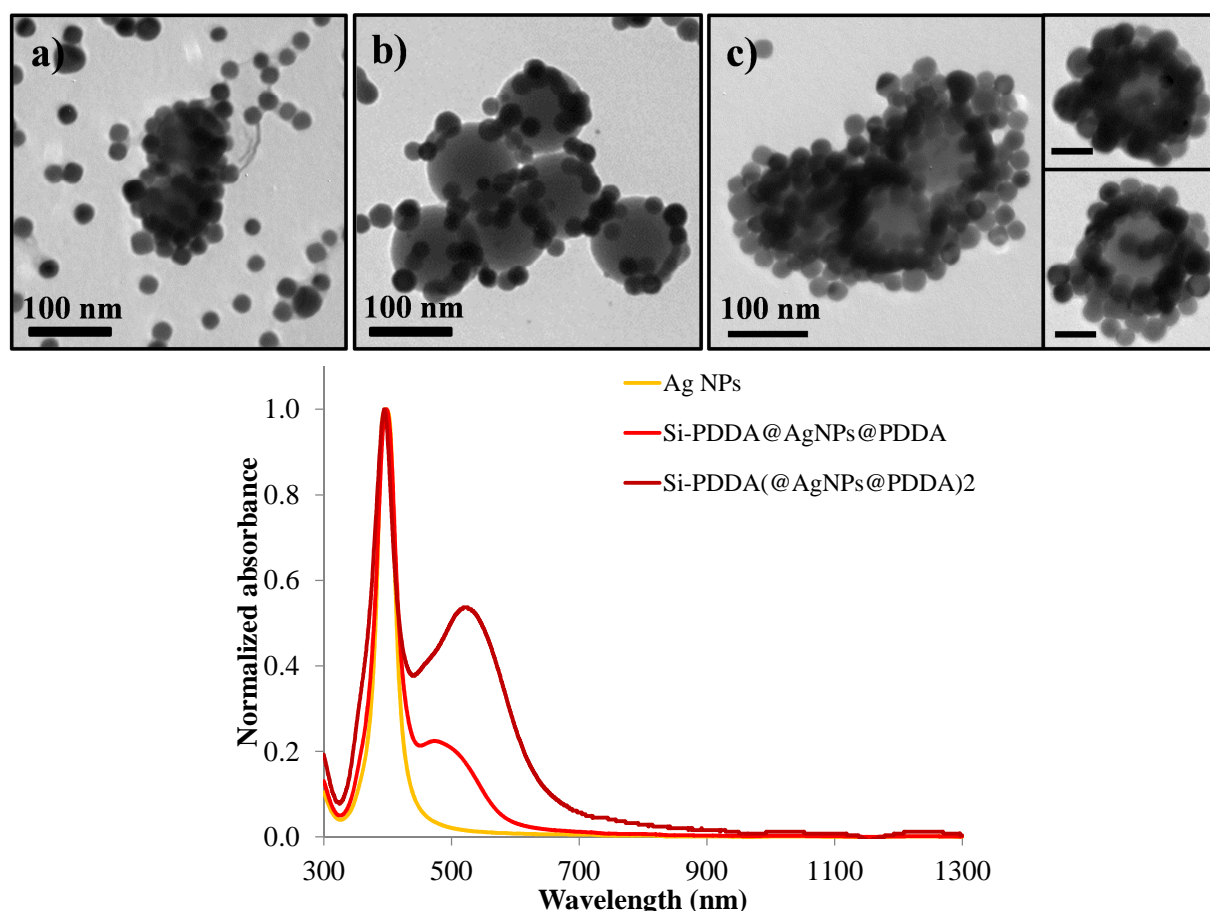 a)
b)
c)
100 nm
100 nm
100 nm
Ag NPs
Si-PDDA@AgNPs@PDDA
Si-PDDA(@AgNPs@PDDA)2
Normalized absorbance
1.0
0.8
0.6
0.4
0.2
0.0
300
500
700
900
1100
1300
Wavelength (nm)